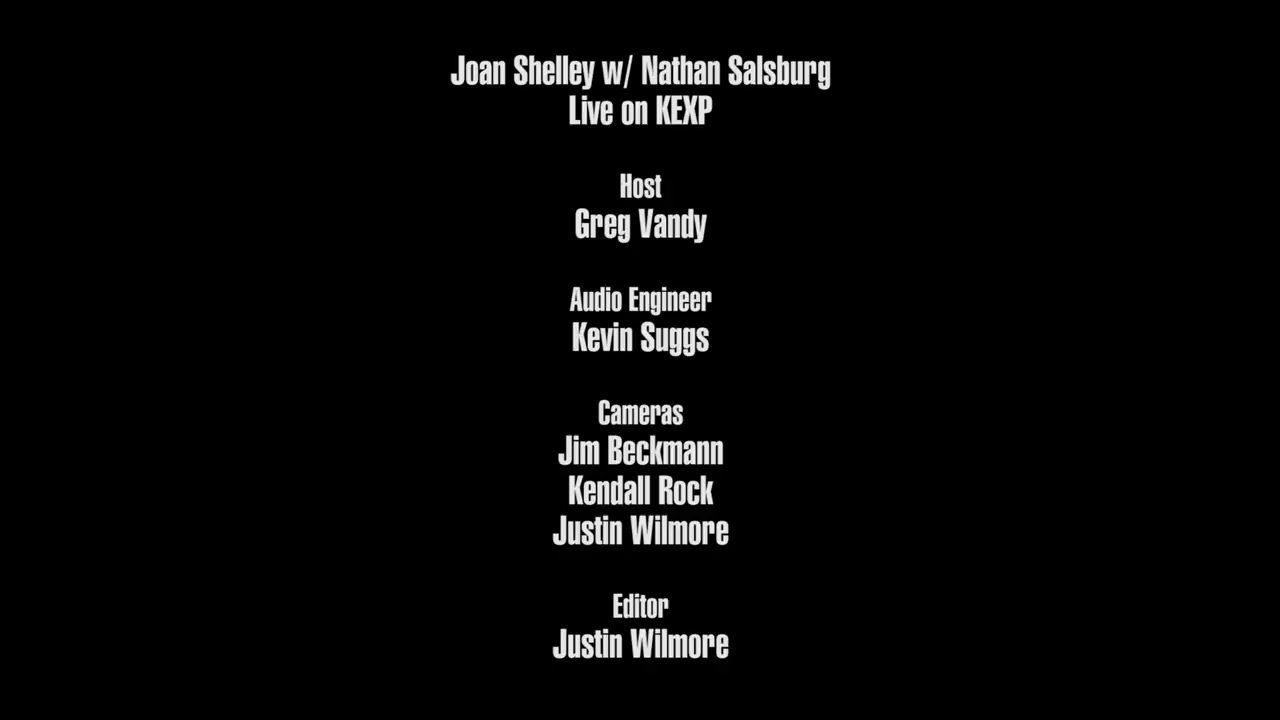 Joan Shelley w/ Nathan Salsburg
Live on KEXP
Host
Greg Vandy
Audio Engineer
Kevin Suggs
Cameras
Jim Beckmann
Kendall Rock
Justin Wilmore
Editor
Justin Wilmore